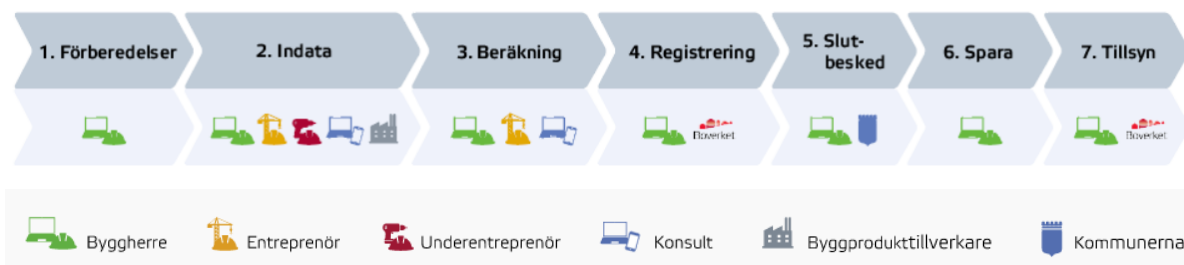 1. Förberedelser
2. Indata
3. Beräkning
4. Registrering
5. Slut-
besked
6. Spara
7. Tillsyn
Boverket
Boverket
Byggherre
Entreprenör
Underentreprenör
Konsult
Byggprodukttillverkare
Kommunerna